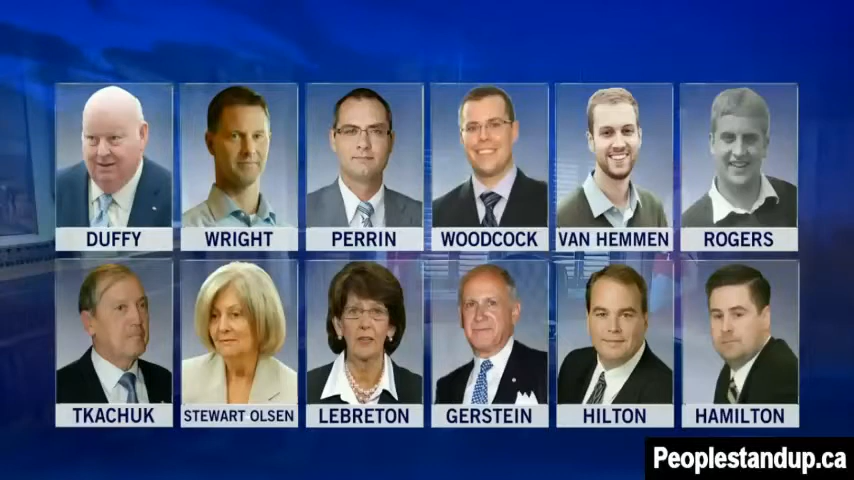 DUFFY
WRIGHT
PERRIN
WOODCOCK
VAN HEMMEN
ROGERS
TKACHUK
STEWART OLSEN
LEBRETON
GERSTEIN
HILTON
HAMILTON
Peoplestandup.ca